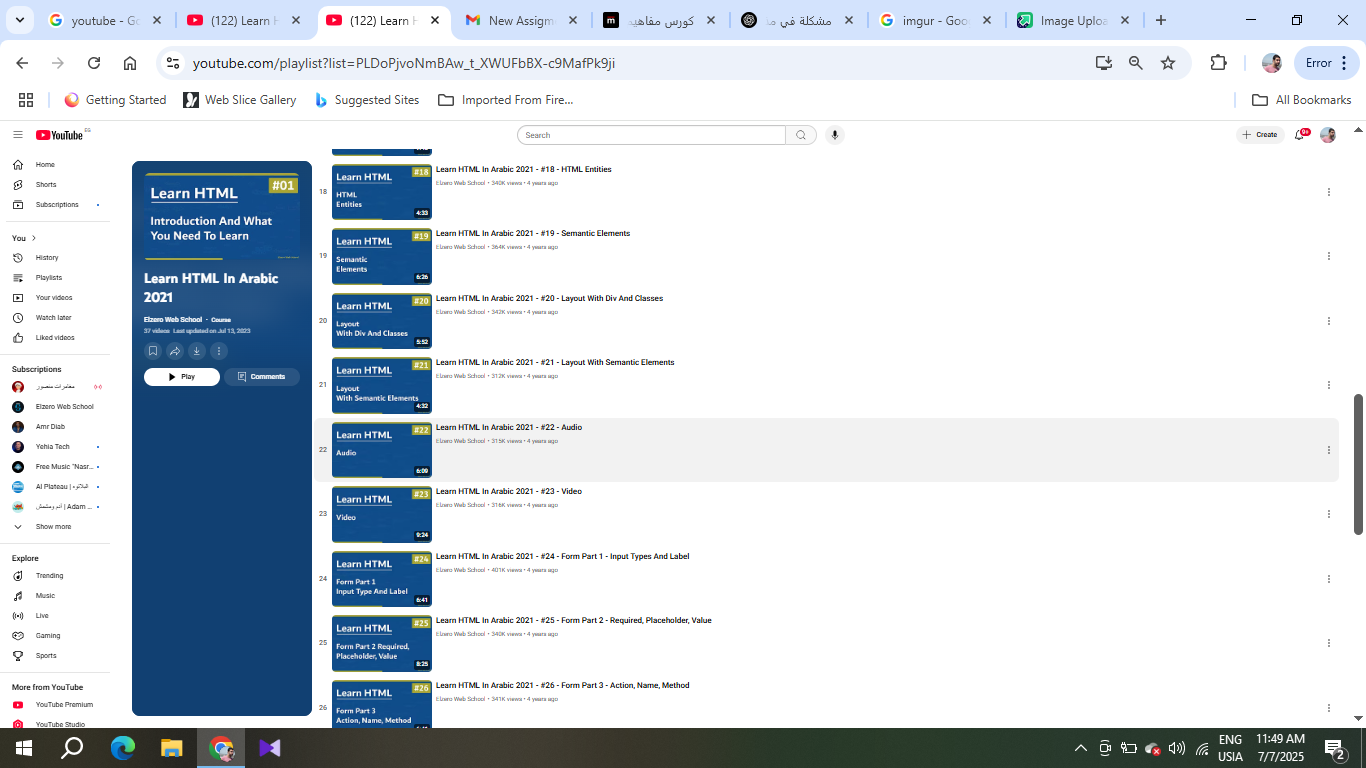 youtube - Go
(122) Learn H
(122) Learn H
New Assignm
كورس مفاهيم
مشكلة في
imgur - Goo
Image Uploa
youtube.com/playlist?list=PLDoPjvoNmBAw_t_XWUFbBX-c9MafPk9ji
Error
Getting Started
Web Slice Gallery
Suggested Sites
Imported From Fire...
All Bookmarks
YouTube EG
Search
Create
9+
Home
Shorts
Subscriptions
You
History
Playlists
Your videos
Watch later
Liked videos
Subscriptions
مغامرات منصور
Elzero Web School
Amr Diab
Yehia Tech
Free Music "Nasr...
Al Plateau | البلاتوه
آدم ومشمش | Adam ...
Show more
Explore
Trending
Music
Live
Gaming
Sports
More from YouTube
YouTube Premium
YouTube Studio
Learn HTML
#01
Introduction And What
You Need To Learn
Learn HTML In Arabic
2021
Elzero Web School • Course
37 videos Last updated on Jul 13, 2023
Play
Comments
18
Learn HTML
#18
HTML
Entities
4:33
Learn HTML In Arabic 2021 - #18 - HTML Entities
Elzero Web School • 340K views • 4 years ago
19
Learn HTML
#19
Semantic
Elements
6:26
Learn HTML In Arabic 2021 - #19 - Semantic Elements
Elzero Web School • 364K views • 4 years ago
20
Learn HTML
#20
Layout
With Div And Classes
5:52
Learn HTML In Arabic 2021 - #20 - Layout With Div And Classes
Elzero Web School • 342K views • 4 years ago
21
Learn HTML
#21
Layout
With Semantic Elements
4:32
Learn HTML In Arabic 2021 - #21 - Layout With Semantic Elements
Elzero Web School • 312K views • 4 years ago
22
Learn HTML
#22
Audio
6:09
Learn HTML In Arabic 2021 - #22 - Audio
Elzero Web School • 315K views • 4 years ago
23
Learn HTML
#23
Video
9:24
Learn HTML In Arabic 2021 - #23 - Video
Elzero Web School • 316K views • 4 years ago
24
Learn HTML
#24
Form Part 1
Input Type And Label
6:41
Learn HTML In Arabic 2021 - #24 - Form Part 1 - Input Types And Label
Elzero Web School • 401K views • 4 years ago
25
Learn HTML
#25
Form Part 2 Required,
Placeholder, Value
8:25
Learn HTML In Arabic 2021 - #25 - Form Part 2 - Required, Placeholder, Value
Elzero Web School • 340K views • 4 years ago
26
Learn HTML
#26
Form Part 3
Action, Name, Method
Learn HTML In Arabic 2021 - #26 - Form Part 3 - Action, Name, Method
Elzero Web School • 341K views • 4 years ago
ENG
USIA
11:49 AM
7/7/2025
2